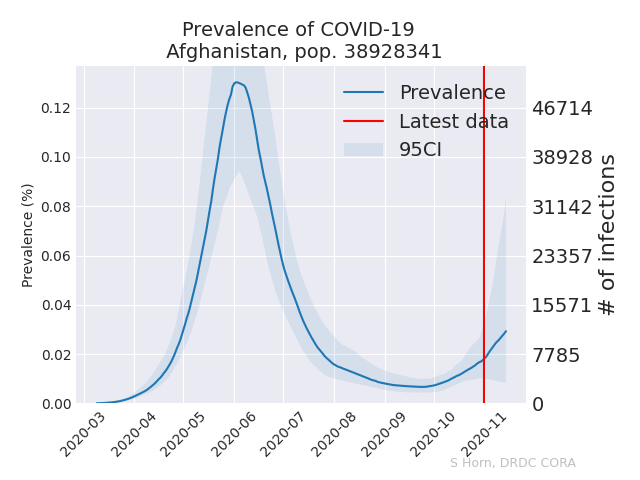 Prevalence of COVID-19
Afghanistan, pop. 38928341
Prevalence
Latest data
95CI
Prevalence (%)
0.12
0.10
0.08
0.06
0.04
0.02
0.00
46714
38928
31142
23357
15571
7785
0
# of infections
2020-03
2020-04
2020-05
2020-06
2020-07
2020-08
2020-09
2020-10
2020-11
S Horn, DRDC CORA